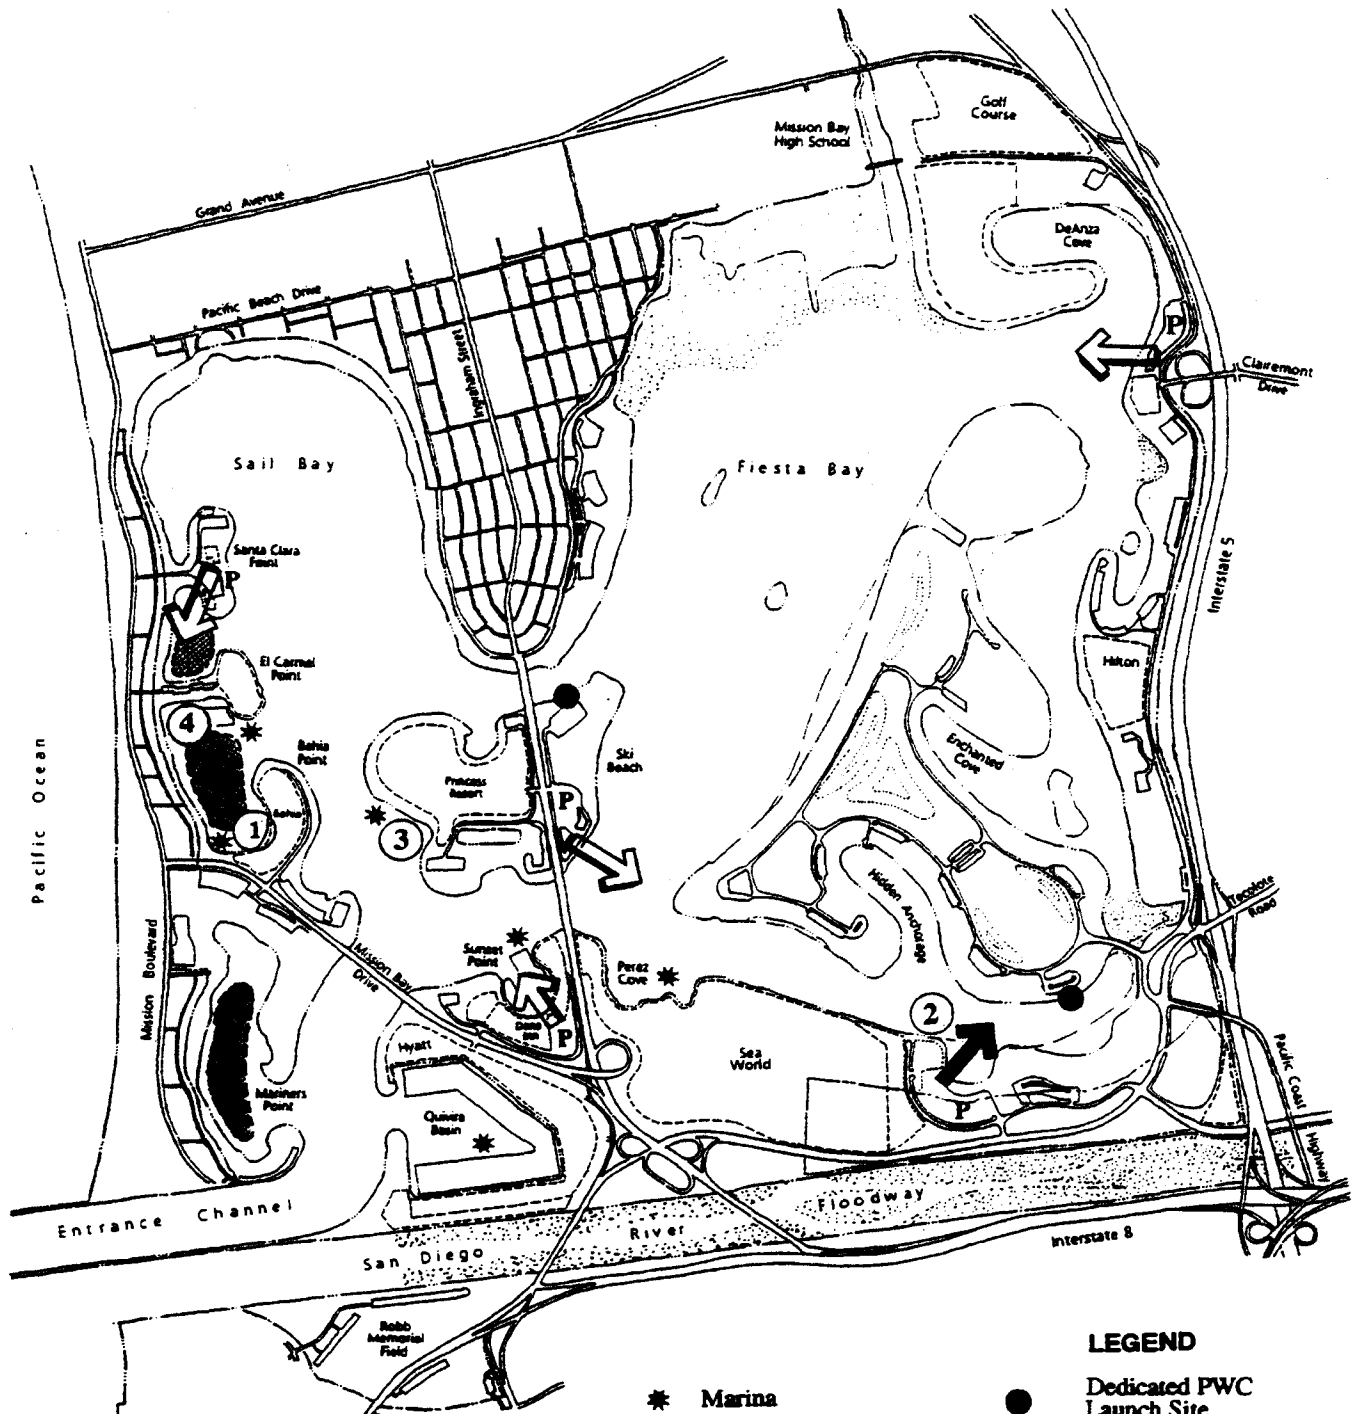 Golf
Course
Mission Bay
High School
Grand Avenue
DeAnza
Cove
Pacific Beach Drive
P
Ingraham Street
Clairemont
Drive
Sail Bay
Fiesta Bay
Santa Clara
Point
P
Interstate 5
El Carmel
Point
Hilton
4
Bahia
Point
Ski
Beach
Enchanted
Cove
Pacific Ocean
Princess
Resort
P
1
Bahia
3
Hidden Anchorage
Tecolote
Road
Mission Boulevard
Mission Bay
Drive
Sunset
Point
Perez
Cove
2
Dana
Inn
P
Hyatt
Sea
World
Pacific Coast
Highway
Mariners
Point
Quivira
Basin
P
Entrance Channel
San Diego River Floodway
Interstate 8
Robb
Memorial
Field
LEGEND
Marina
Dedicated PWC
Launch Site